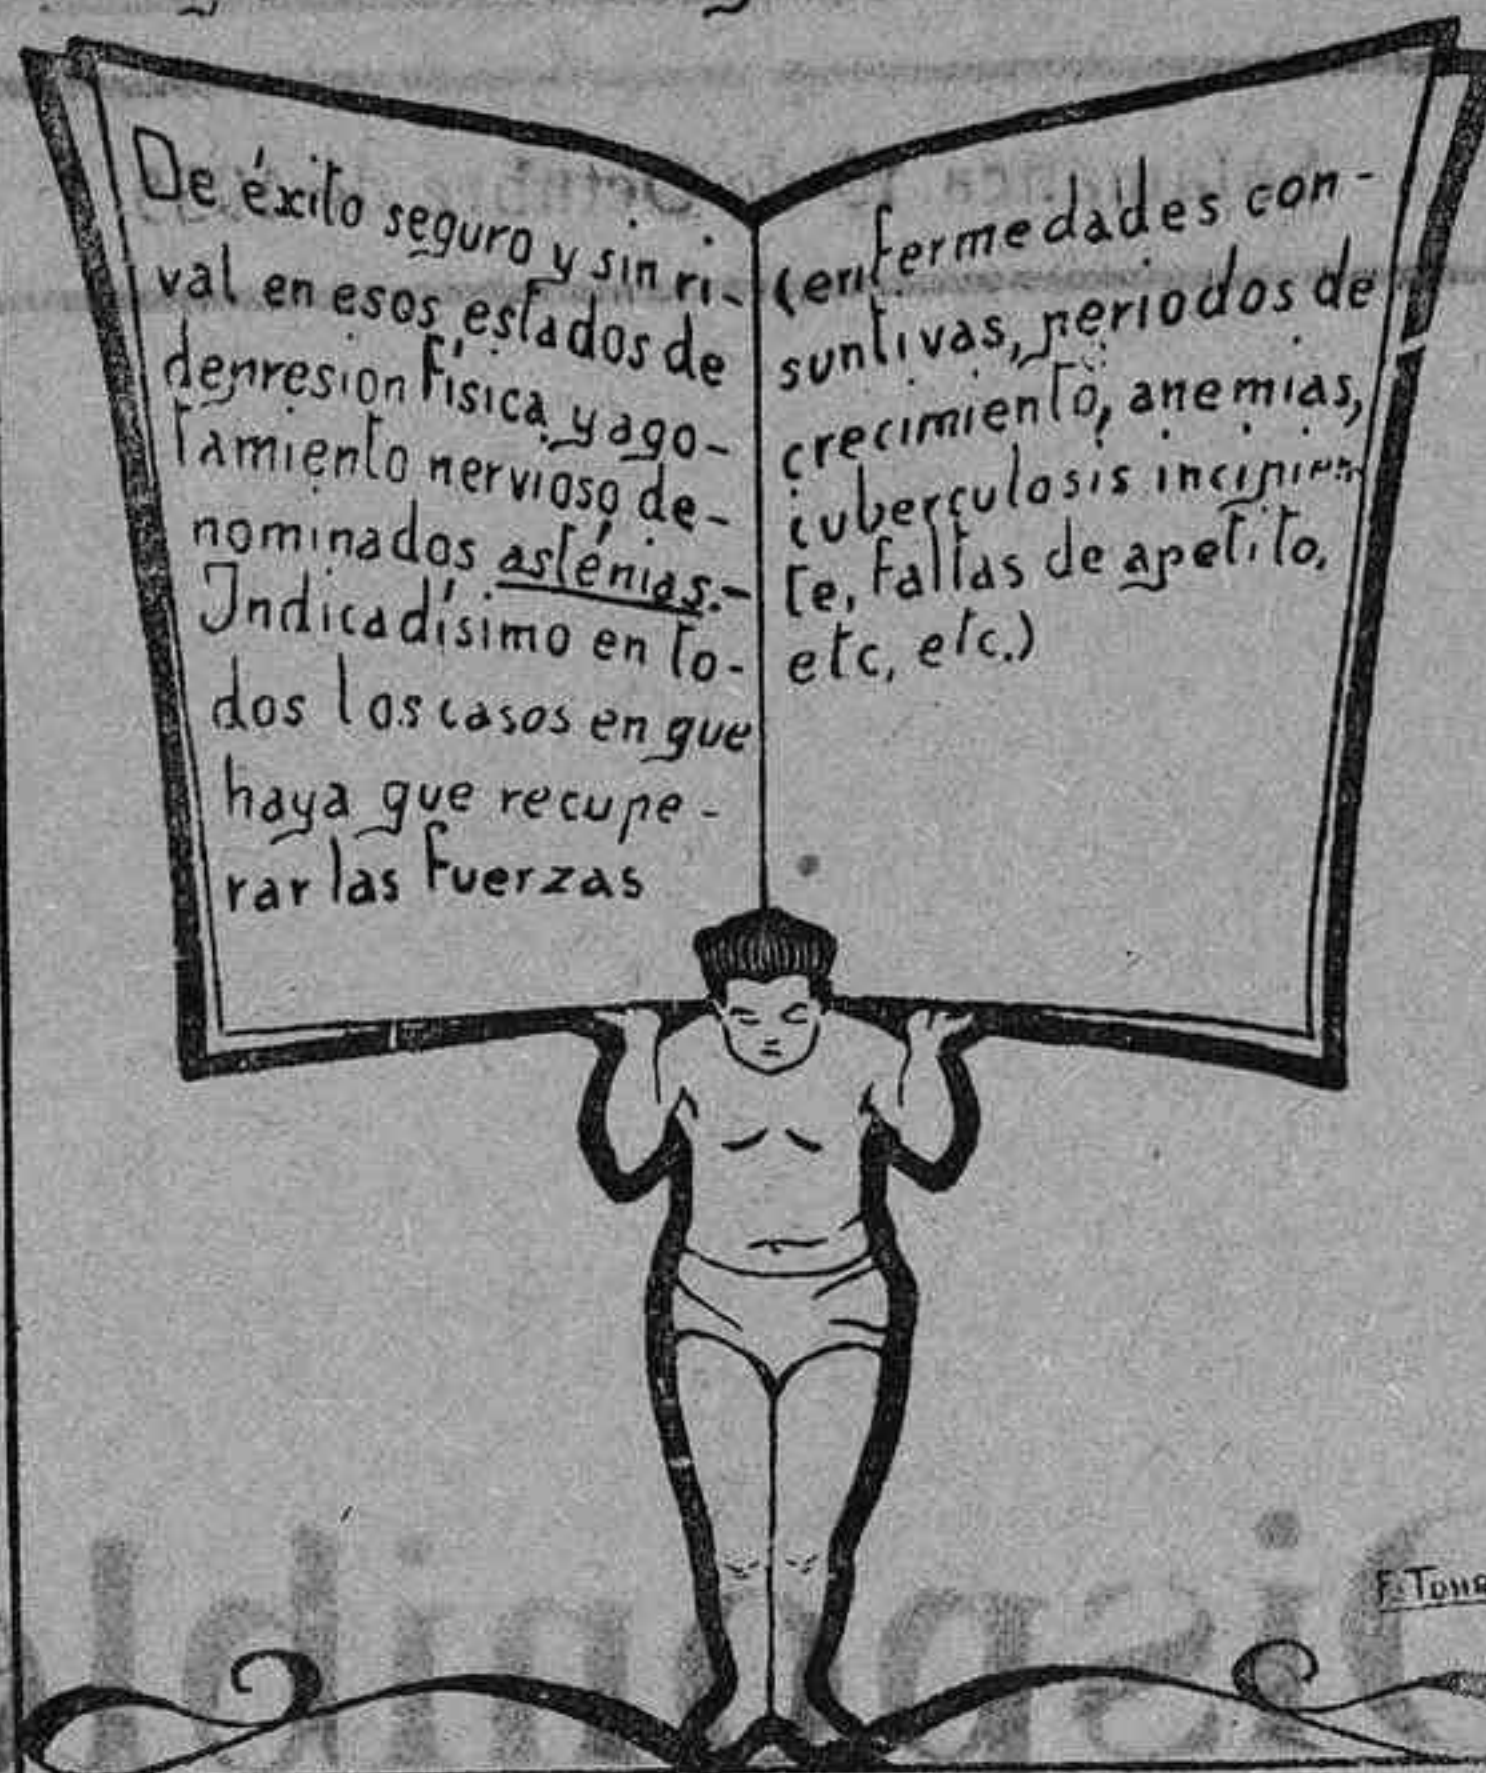 De éxito seguro y sin ri-
val en esos estados de
depresión física y ago-
tamiento nervioso de-
nominados asténias.-
Indicadísimo en to-
dos los casos en que
haya que recupe-
rar las fuerzas
(enfermedades con-
suntivas, periodos de
crecimiento, anemias,
tuberculosis incipien-
te, faltas de apetito,
etc, etc.)